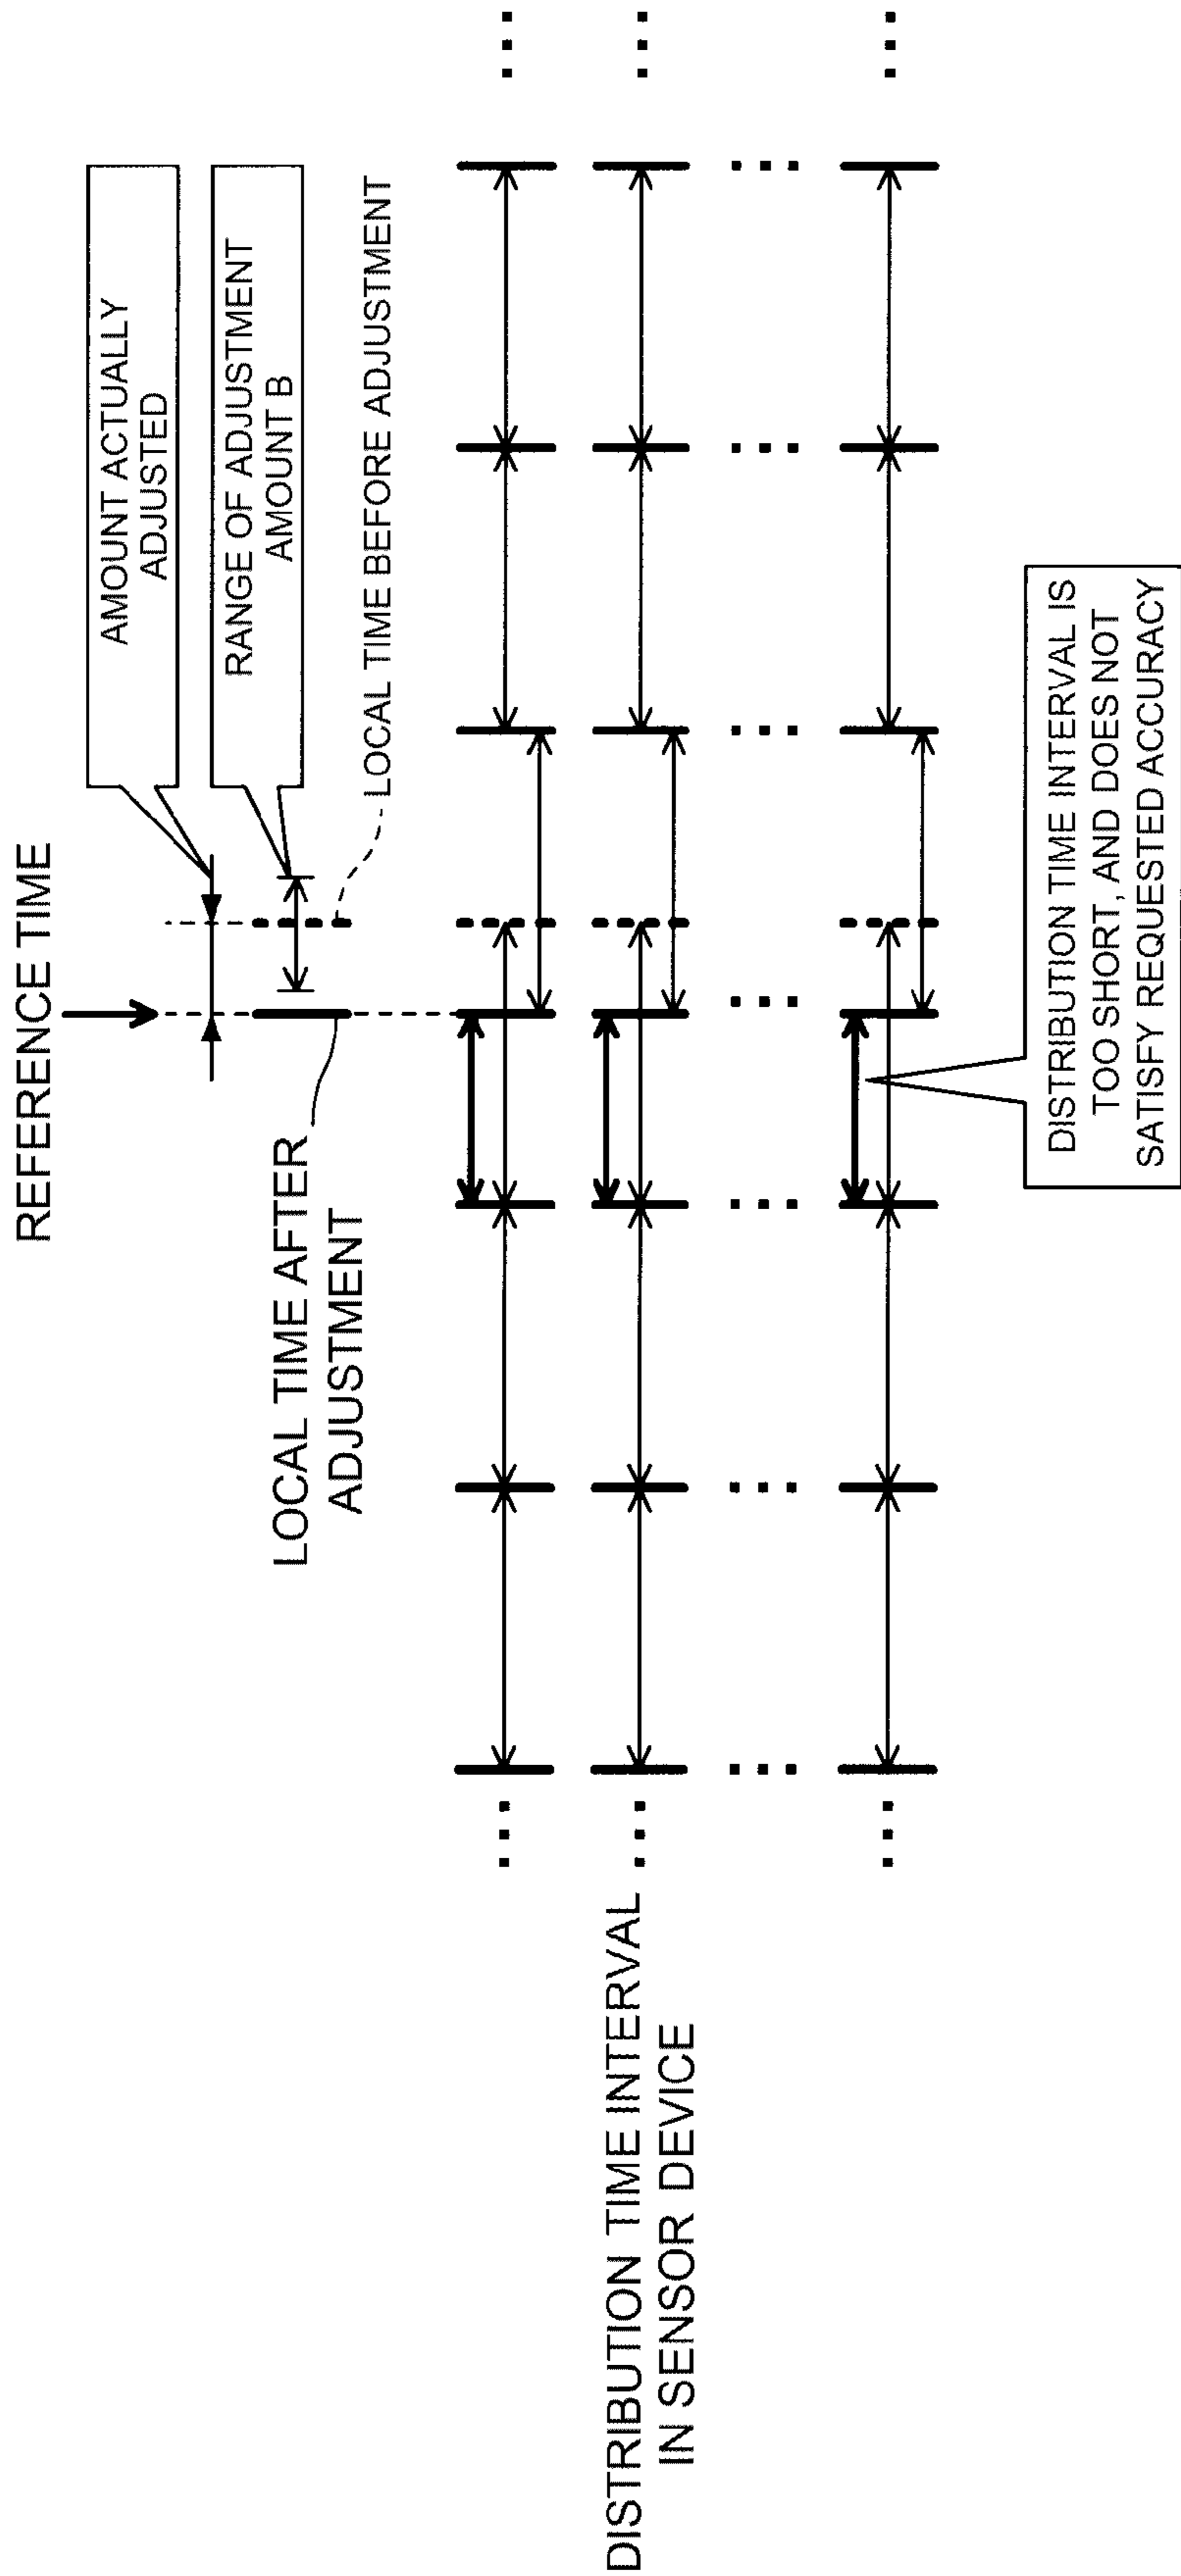 REFERENCE TIME
AMOUNT ACTUALLY
ADJUSTED
RANGE OF ADJUSTMENT
AMOUNT B
LOCAL TIME AFTER
ADJUSTMENT
LOCAL TIME BEFORE ADJUSTMENT
DISTRIBUTION TIME INTERVAL
IN SENSOR DEVICE
DISTRIBUTION TIME INTERVAL IS
TOO SHORT, AND DOES NOT
SATISFY REQUESTED ACCURACY